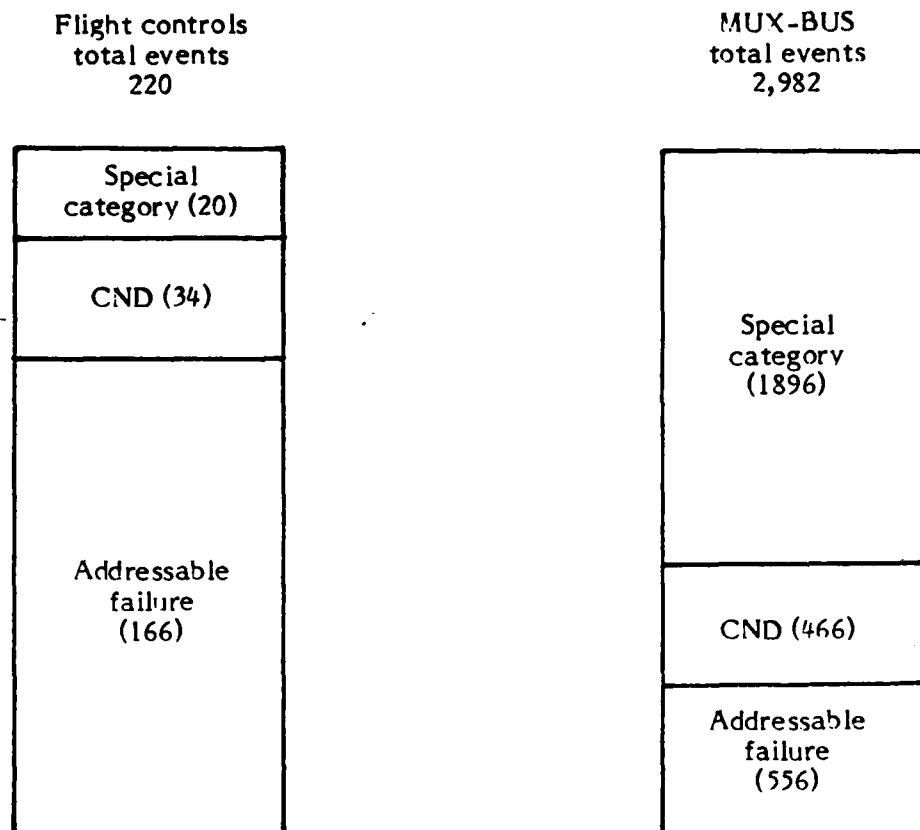 Flight controls
total events
220
Special
category (20)
CND (34)
Addressable
failure
(166)
MUX-BUS
total events
2,982
Special
category
(1896)
CND (466)
Addressable
failure
(556)